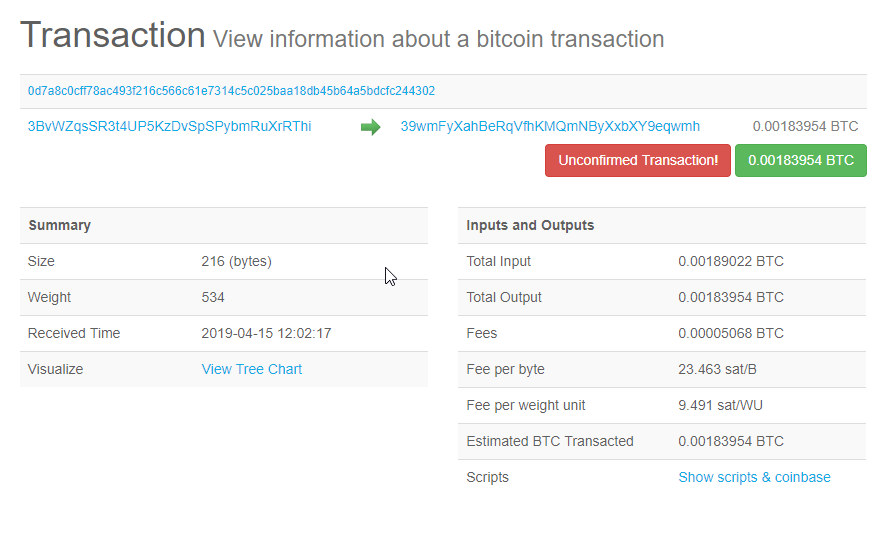 Transaction View information about a bitcoin transaction
0d7a8c0cff78ac493f216c566c61e7314c5c025baa18db45b64a5bdcfc244302
3BvWZqsSR3t4UP5KzDvSpSPybmRuXrRThi 39wmFyXahBeRqVfhKMQmNByXxbXY9eqwmh 0.00183954 BTC
Unconfirmed Transaction! 0.00183954 BTC
Summary
Size 216 (bytes)
Weight 534
Received Time 2019-04-15 12:02:17
Visualize View Tree Chart
Inputs and Outputs
Total Input 0.00189022 BTC
Total Output 0.00183954 BTC
Fees 0.00005068 BTC
Fee per byte 23.463 sat/B
Fee per weight unit 9.491 sat/WU
Estimated BTC Transacted 0.00183954 BTC
Scripts Show scripts & coinbase